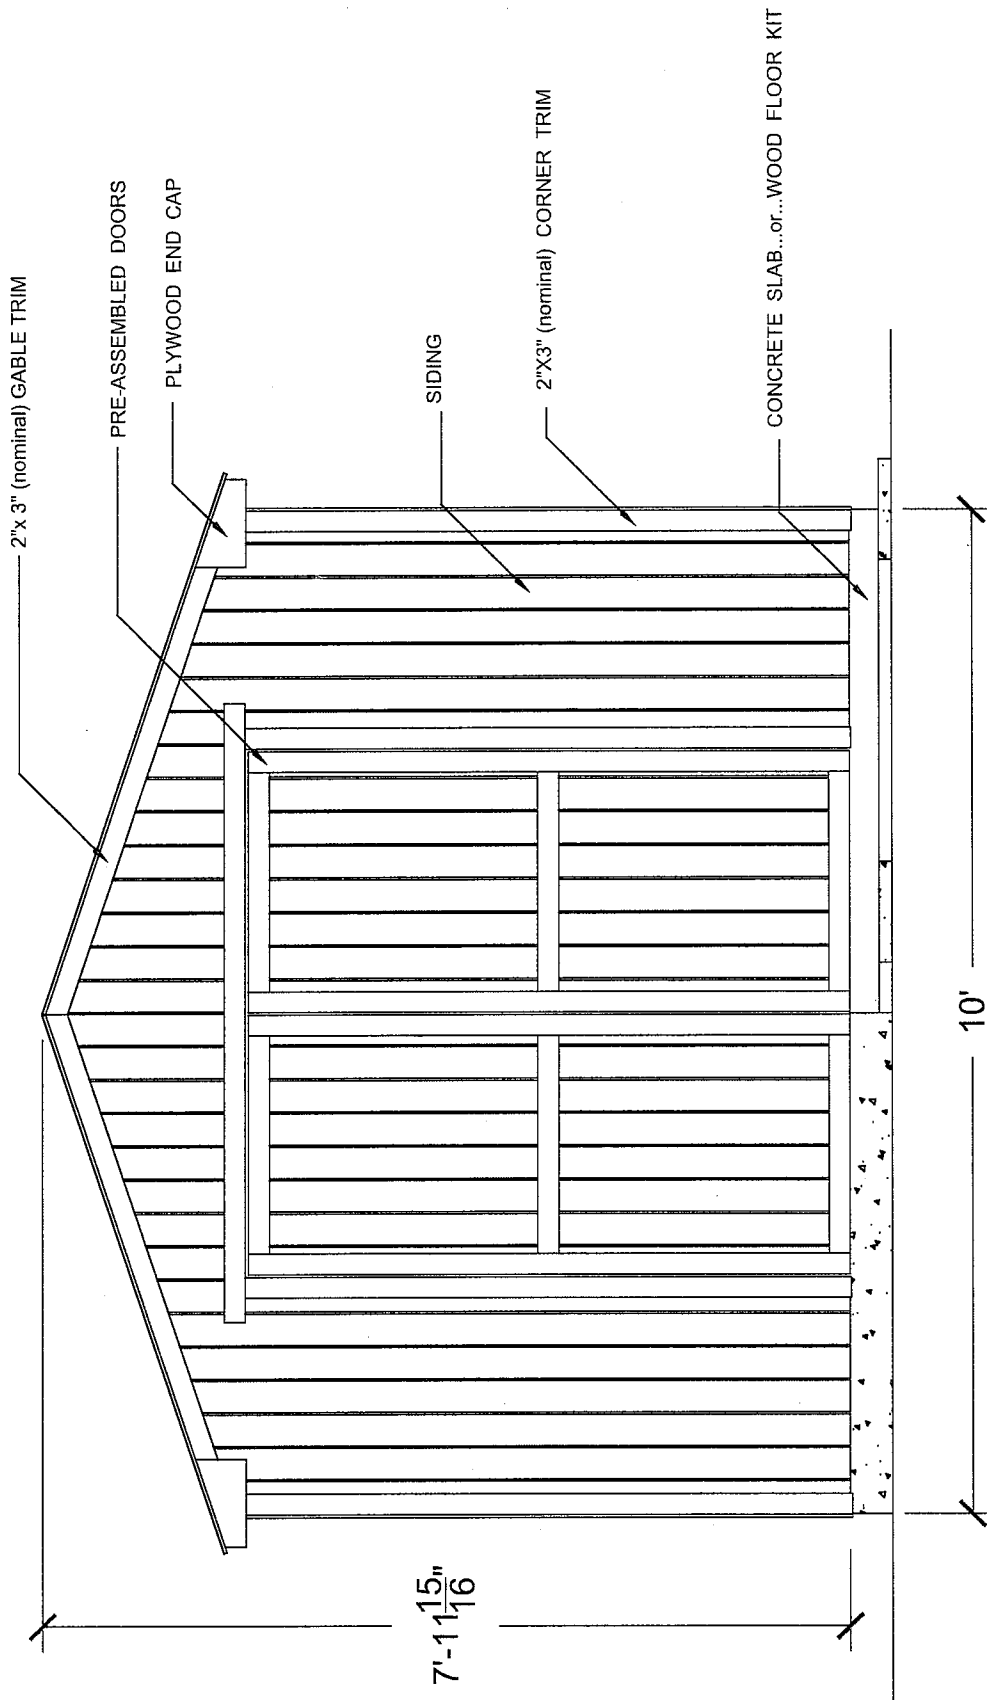 2"x 3" (nominal) GABLE TRIM
PRE-ASSEMBLED DOORS
PLYWOOD END CAP
SIDING
2"X3" (nominal) CORNER TRIM
CONCRETE SLAB...or...WOOD FLOOR KIT
7'-11 15/16"
10'